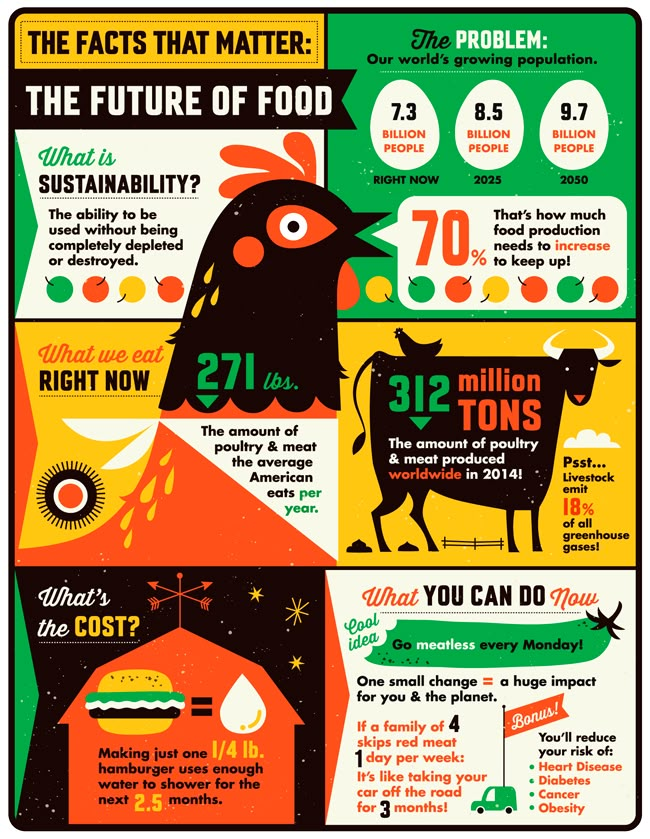 THE FACTS THAT MATTER:
THE FUTURE OF FOOD
What is
SUSTAINABILITY?
The ability to be
used without being
completely depleted
or destroyed.
The PROBLEM:
Our world's growing population.
7.3
BILLION
PEOPLE
RIGHT NOW
8.5
BILLION
PEOPLE
2025
9.7
BILLION
PEOPLE
2050
70%
That's how much
food production
needs to increase
to keep up!
What we eat
RIGHT NOW
271 lbs.
The amount of
poultry & meat
the average
American
eats per
year.
312 million
TONS
The amount of poultry
& meat produced
worldwide in 2014!
Psst...
Livestock
emit
18%
of all
greenhouse
gases!
What's
the COST?
Making just one 1/4 lb.
hamburger uses enough
water to shower for the
next 2.5 months.
What YOU CAN DO Now
Cool
idea
Go meatless every Monday!
One small change = a huge impact
for you & the planet.
If a family of 4
skips red meat
1 day per week:
It's like taking your
car off the road
for 3 months!
Bonus!
You'll reduce
your risk of:
• Heart Disease
• Diabetes
• Cancer
• Obesity